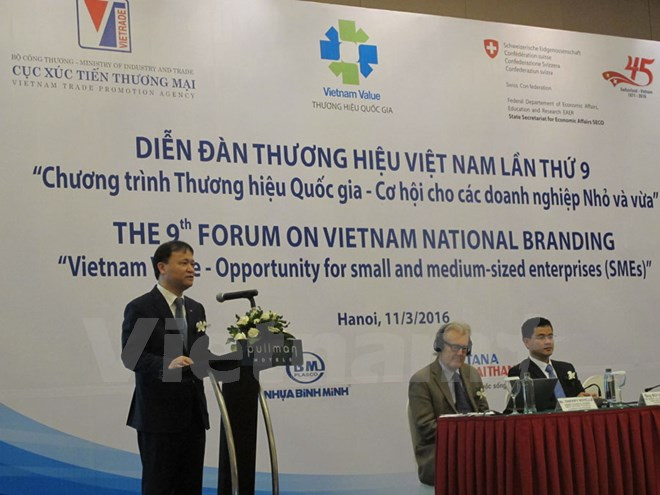 VIETRADE
BỘ CÔNG THƯƠNG - MINISTRY OF INDUSTRY AND TRADE
CỤC XÚC TIẾN THƯƠNG MẠI
VIETNAM TRADE PROMOTION AGENCY
Vietnam Value
THƯƠNG HIỆU QUỐC GIA
Schweizerische Eidgenossenschaft
Confédération suisse
Confederazione Svizzera
Confederaziun svizra
Swiss Confederation
Federal Departement of Economic Affairs,
Education and Research EAER
State Secretariat for Economic Affairs SECO
45
DIỄN ĐÀN THƯƠNG HIỆU VIỆT NAM LẦN THỨ 9
“Chương trình Thương hiệu Quốc gia - Cơ hội cho các doanh nghiệp Nhỏ và vừa”
THE 9th FORUM ON VIETNAM NATIONAL BRANDING
“Vietnam - Opportunity for small and medium-sized enterprises (SMEs)”
Hanoi, 11/3/2016
pullman
HOTELS
BM
PLASCO
NHỰA BÌNH MINH